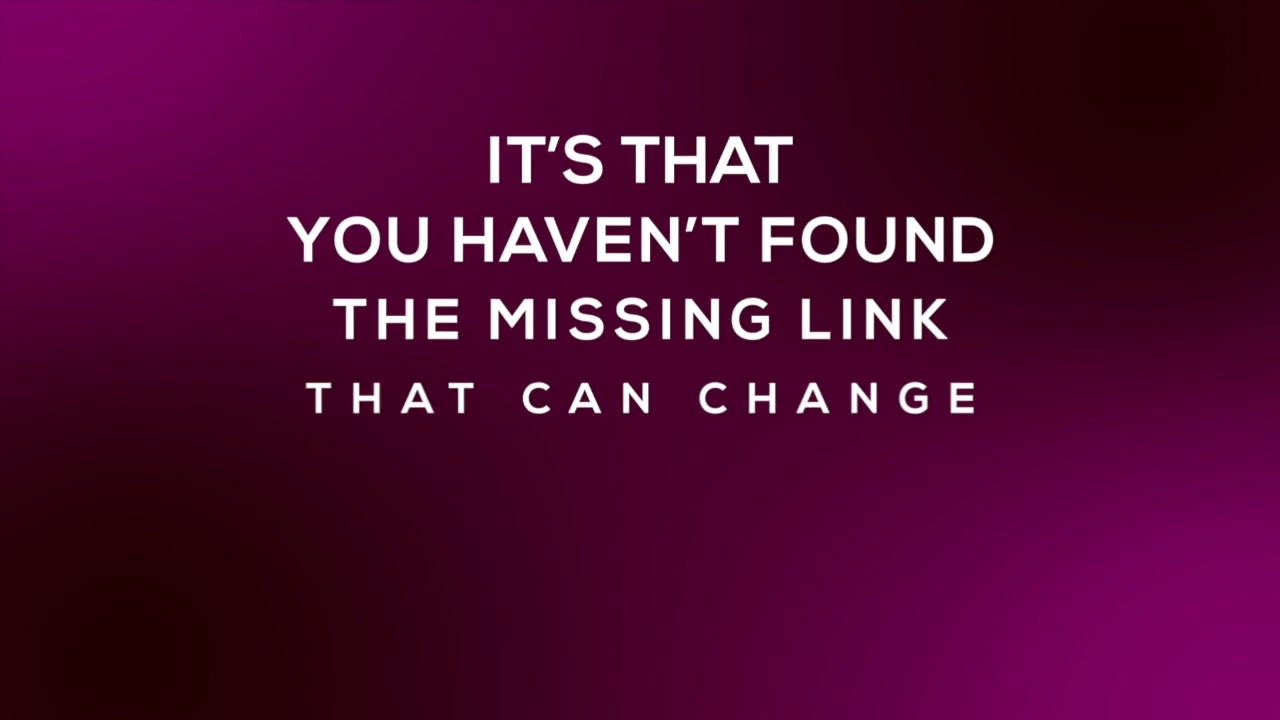 IT'S THAT
YOU HAVEN'T FOUND
THE MISSING LINK
THAT CAN CHANGE